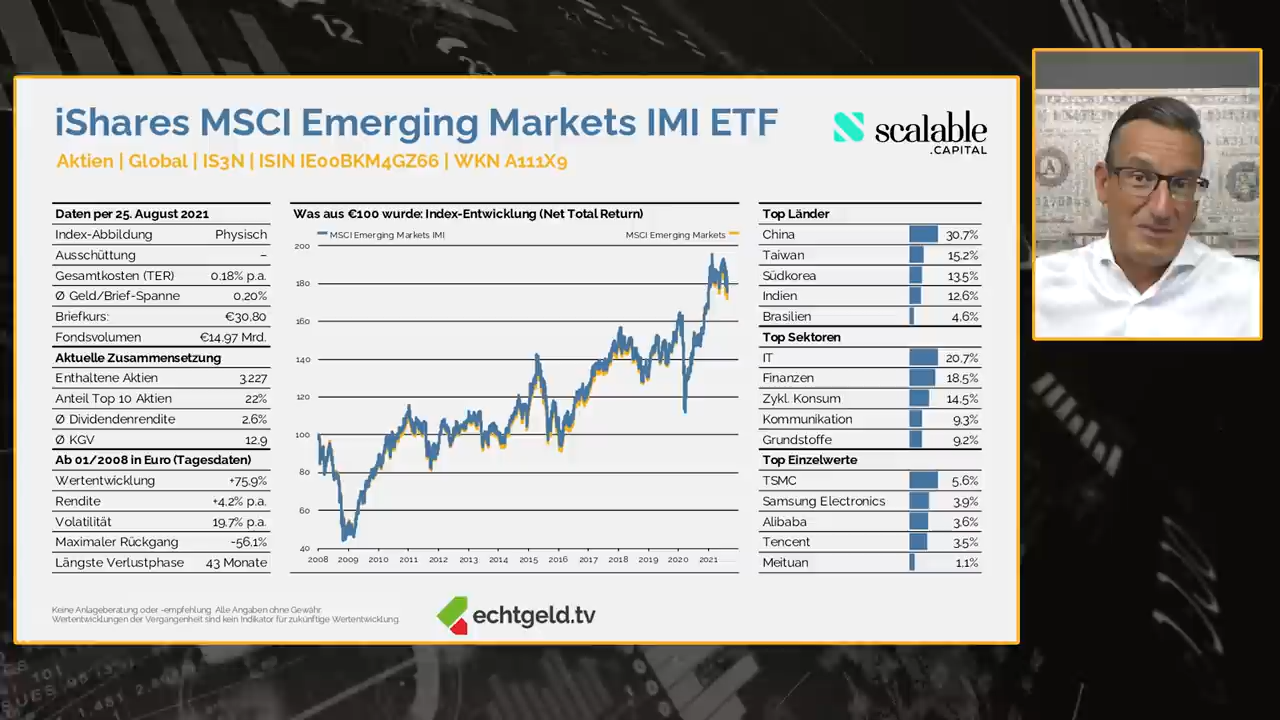 iShares MSCI Emerging Markets IMI ETF
scalable
.CAPITAL
Aktien | Global | IS3N | ISIN IE00BKM4GZ66 | WKN A111X9
Daten per 25. August 2021
Index-Abbildung Physisch
Ausschüttung –
Gesamtkosten (TER) 0,18% p.a.
Ø Geld/Brief-Spanne 0,20%
Briefkurs: €30,80
Fondsvolumen €14,97 Mrd.
Aktuelle Zusammensetzung
Enthaltene Aktien 3.227
Anteil Top 10 Aktien 22%
Ø Dividendenrendite 2,6%
Ø KGV 12,9
Ab 01/2008 in Euro (Tagesdaten)
Wertentwicklung +75,9%
Rendite +4,2% p.a.
Volatilität 19,7% p.a.
Maximaler Rückgang -56,1%
Längste Verlustphase 43 Monate
Was aus €100 wurde: Index-Entwicklung (Net Total Return)
MSCI Emerging Markets IMI MSCI Emerging Markets
200
180
160
140
120
100
80
60
40
2008 2009 2010 2011 2012 2013 2014 2015 2016 2017 2018 2019 2020 2021
Top Länder
China 30,7%
Taiwan 15,2%
Südkorea 13,5%
Indien 12,6%
Brasilien 4,6%
Top Sektoren
IT 20,7%
Finanzen 18,5%
Zykl. Konsum 14,5%
Kommunikation 9,3%
Grundstoffe 9,2%
Top Einzelwerte
TSMC 5,6%
Samsung Electronics 3,9%
Alibaba 3,6%
Tencent 3,5%
Meituan 1,1%
Keine Anlageberatung oder -empfehlung. Alle Angaben ohne Gewähr.
Wertentwicklungen der Vergangenheit sind kein Indikator für zukünftige Wertentwicklung.
echtgeld.tv